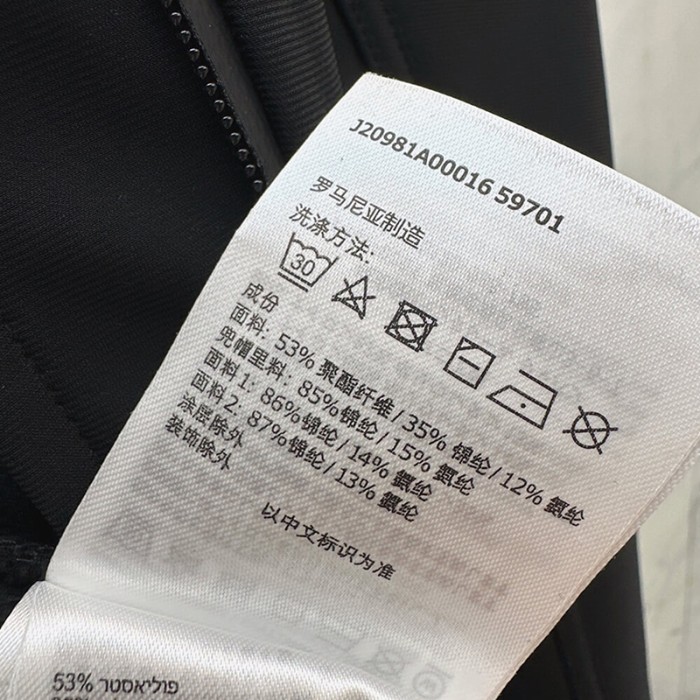 J20981A00016 59701
罗马尼亚制造
洗涤方法:
30
成份
面料: 53% 聚酯纤维 / 35% 锦纶 / 12% 氨纶
兜帽里料: 85% 锦纶 / 15% 氨纶
面料 1: 86% 锦纶 / 14% 氨纶
面料 2: 87% 锦纶 / 13% 氨纶
涂层除外
装饰除外
以中文标识为准
53% פוליאסטר